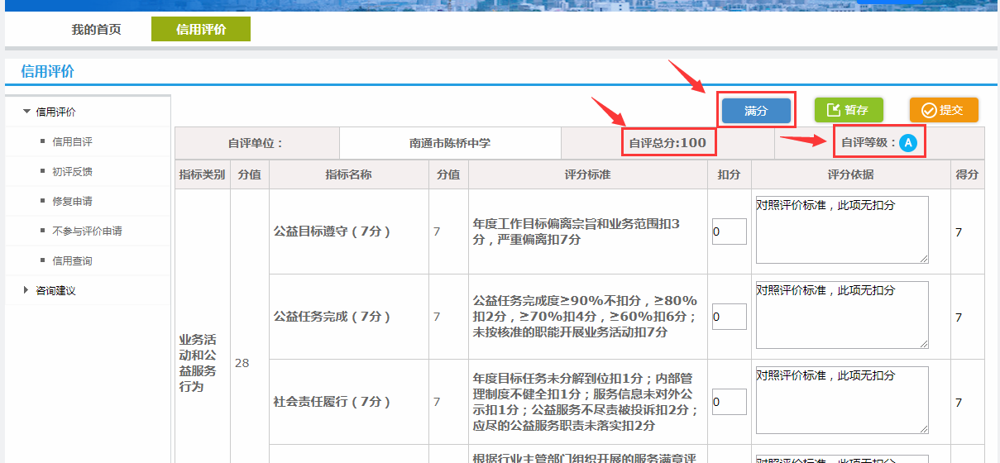 我的首页
信用评价
信用评价
信用评价
信用自评
初评反馈
修复申请
不参与评价申请
信用查询
咨询建议
满分
暂存
提交
自评单位：
南通市陈桥中学
自评总分:100
自评等级：A
指标类别
分值
指标名称
分值
评分标准
扣分
评分依据
得分
业务活
动和公
益服务
行为
28
公益目标遵守（7分）
7
年度工作目标偏离宗旨和业务范围扣3
分，严重偏离扣7分
0
对照评价标准，此项无扣分
7
公益任务完成（7分）
7
公益任务完成度≥90%不扣分，≥80%
扣2分，≥70%扣4分，≥60%扣6分；
未按核准的职能开展业务活动扣7分
0
对照评价标准，此项无扣分
7
社会责任履行（7分）
7
年度目标任务未分解到位扣1分；内部管
理制度不健全扣1分；服务信息未对外公
示扣1分；公益服务不尽责被投诉扣2分；
应尽的公益服务职责未落实扣2分
0
对照评价标准，此项无扣分
7
根据行业主管部门组织开展的服务满意评
对照评价标准，此项无扣分